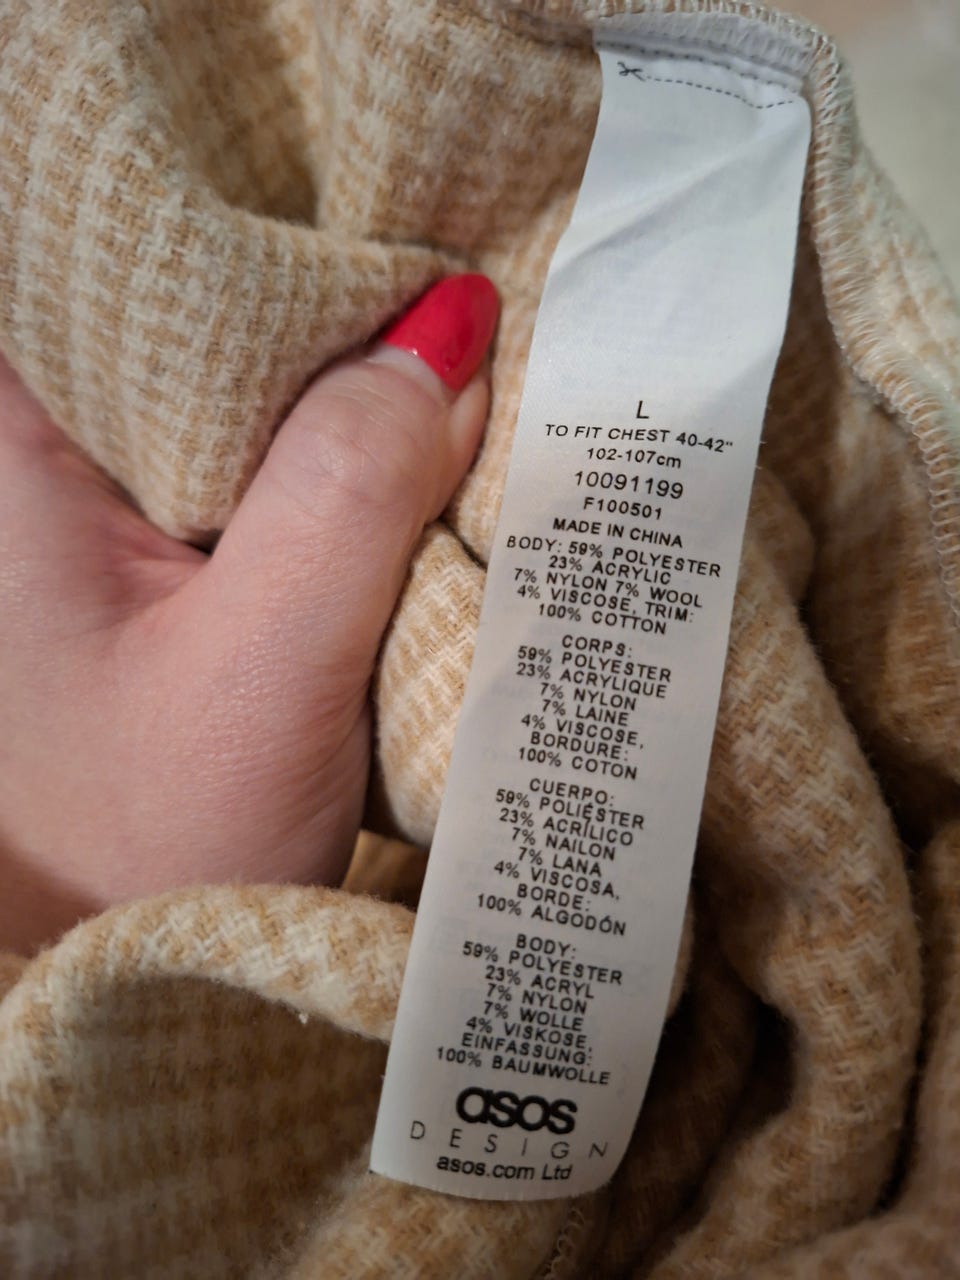 L
TO FIT CHEST 40-42"
102-107cm
10091199
F100501
MADE IN CHINA
BODY: 59% POLYESTER
23% ACRYLIC
7% NYLON 7% WOOL
4% VISCOSE, TRIM:
100% COTTON
CORPS:
59% POLYESTER
23% ACRYLIQUE
7% NYLON
7% LAINE
4% VISCOSE,
BORDURE:
100% COTON
CUERPO:
59% POLIÉSTER
23% ACRÍLICO
7% NAILON
7% LANA
4% VISCOSA,
BORDE:
100% ALGODÓN
BODY:
59% POLYESTER
23% ACRYL
7% NYLON
7% WOLLE
4% VISKOSE,
EINFASSUNG:
100% BAUMWOLLE
asos
DESIGN
asos.com Ltd